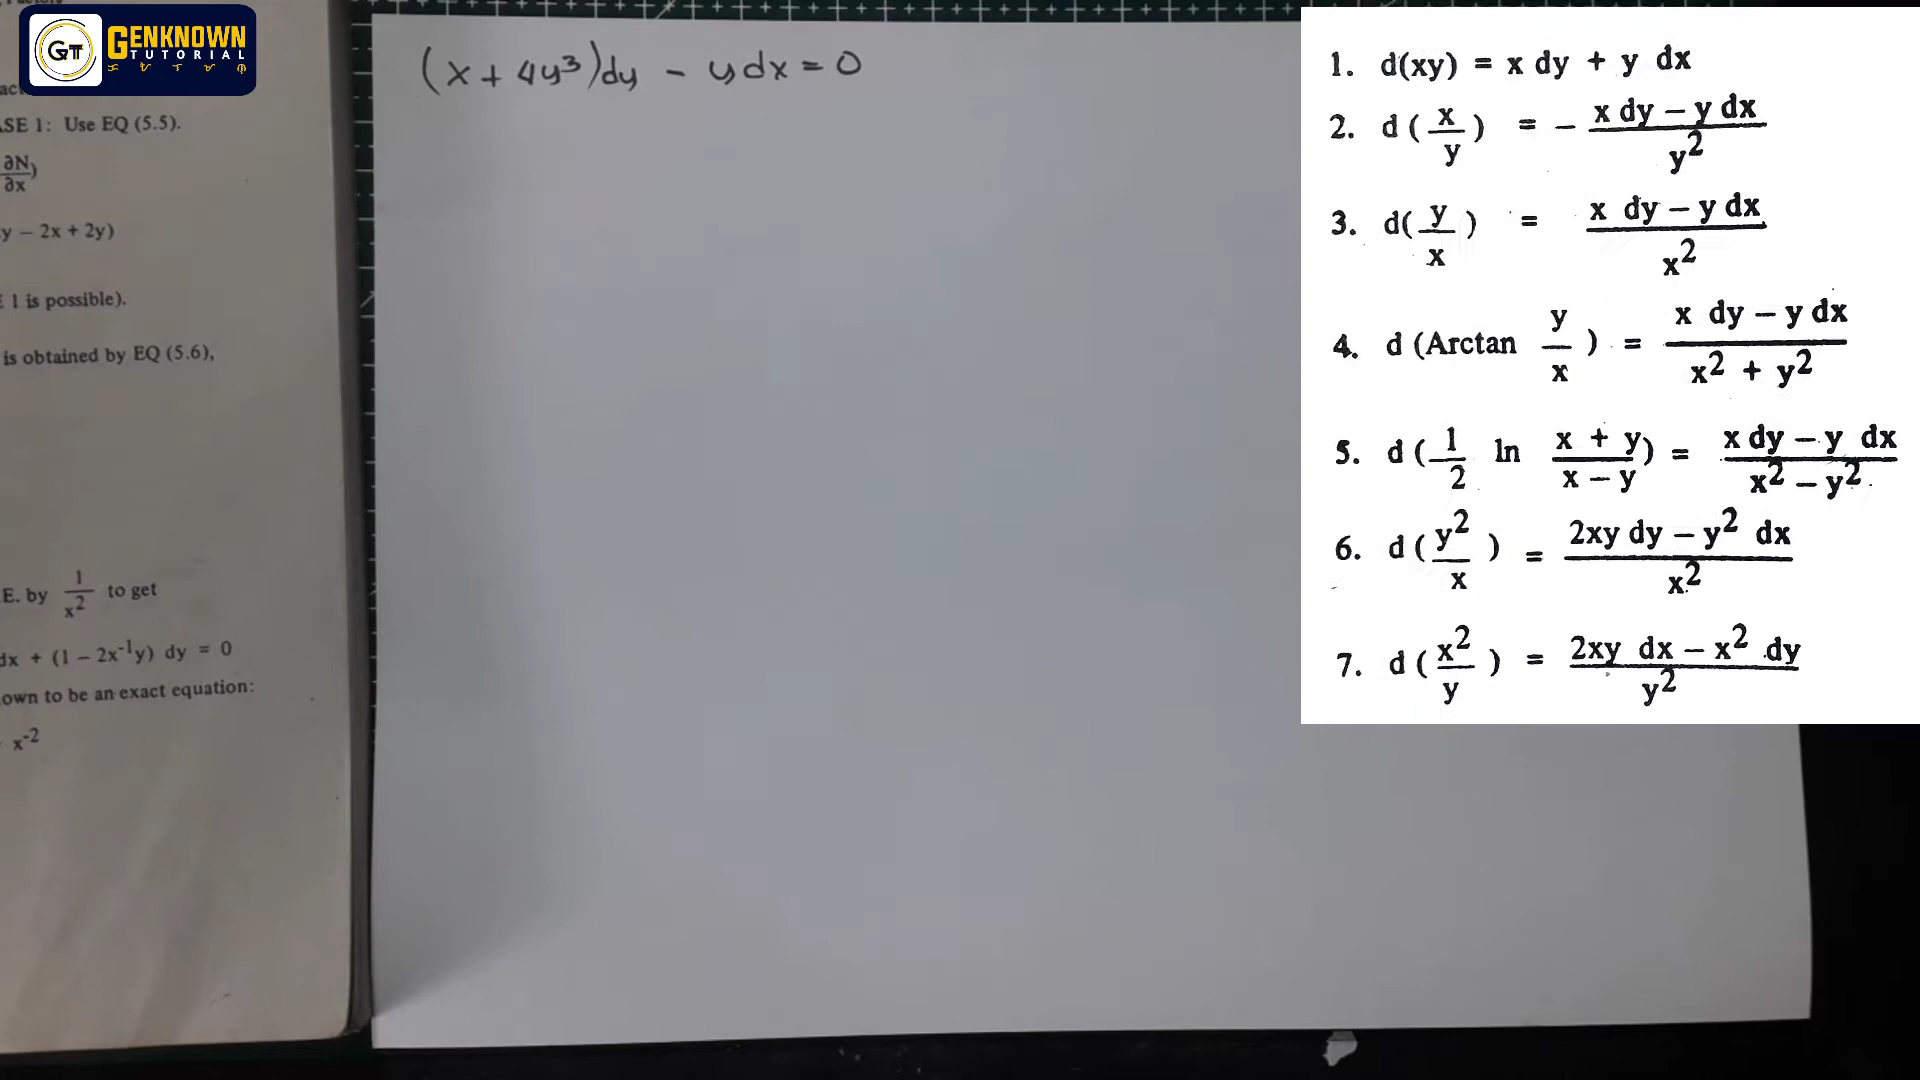 GT GENKNOWN
TUTORIAL
SE 1: Use EQ (5.5).
∂N
∂x )
y − 2x + 2y)
1 is possible).
is obtained by EQ (5.6),
E. by 1/x² to get
dx + (1 − 2x⁻¹y) dy = 0
own to be an exact equation:
x⁻²
(x + 4y³)dy − ydx = 0
1. d(xy) = x dy + y dx
2. d ( x/y ) = − (x dy − y dx)/y²
3. d( y/x ) = (x dy − y dx)/x²
4. d (Arctan y/x ) = (x dy − y dx)/(x² + y²)
5. d ( 1/2 ln (x + y)/(x − y) ) = (x dy − y dx)/(x² − y²)
6. d ( y²/x ) = (2xy dy − y² dx)/x²
7. d ( x²/y ) = (2xy dx − x² dy)/y²